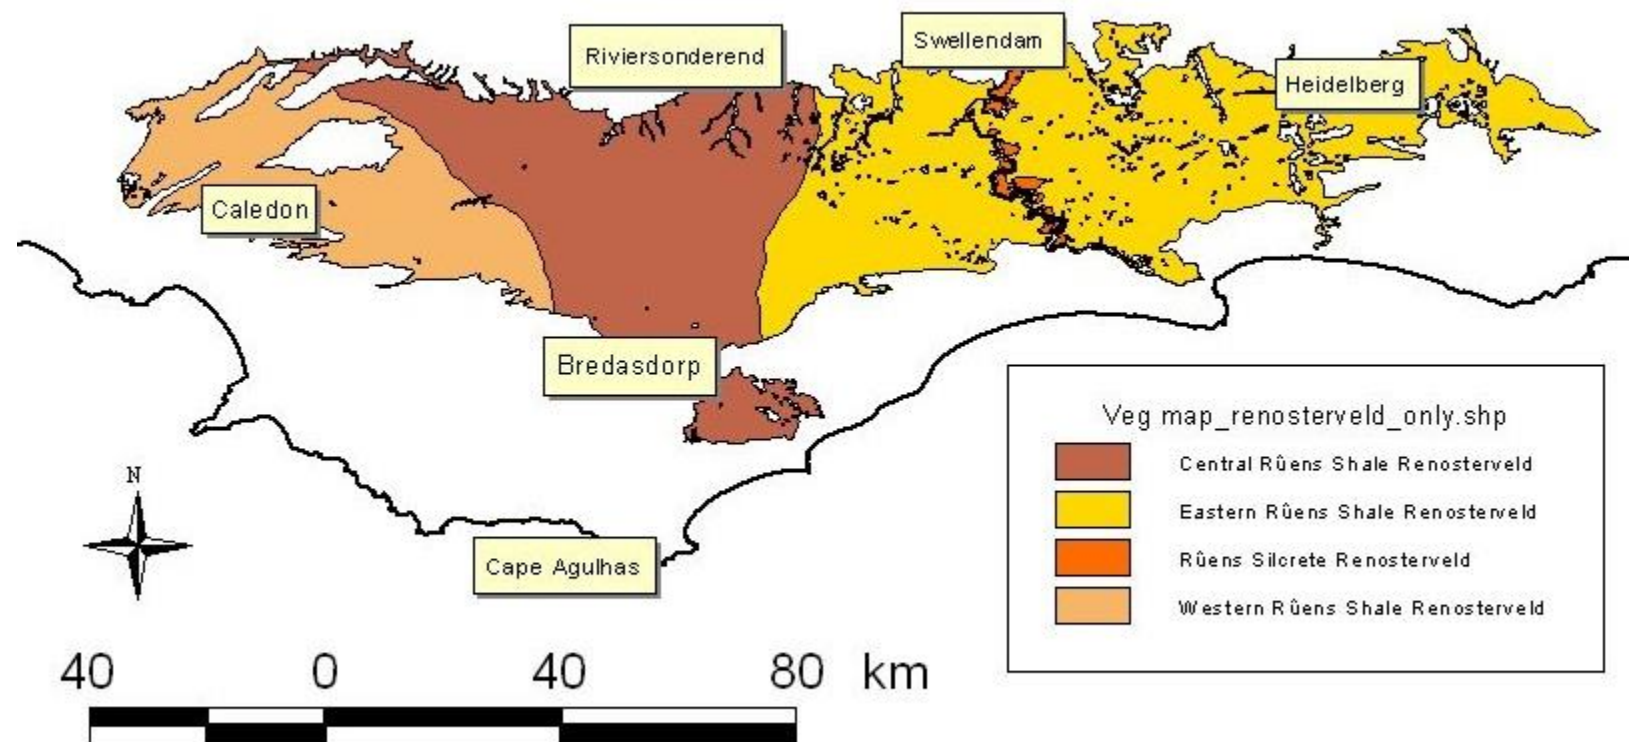 Swellendam
Riviersonderend
Heidelberg
Caledon
Bredasdorp
Veg map_renosterveld_only.shp
Central Rûens Shale Renosterveld
Eastern Rûens Shale Renosterveld
Rûens Silcrete Renosterveld
Western Rûens Shale Renosterveld
N
Cape Agulhas
40 0 40 80 km